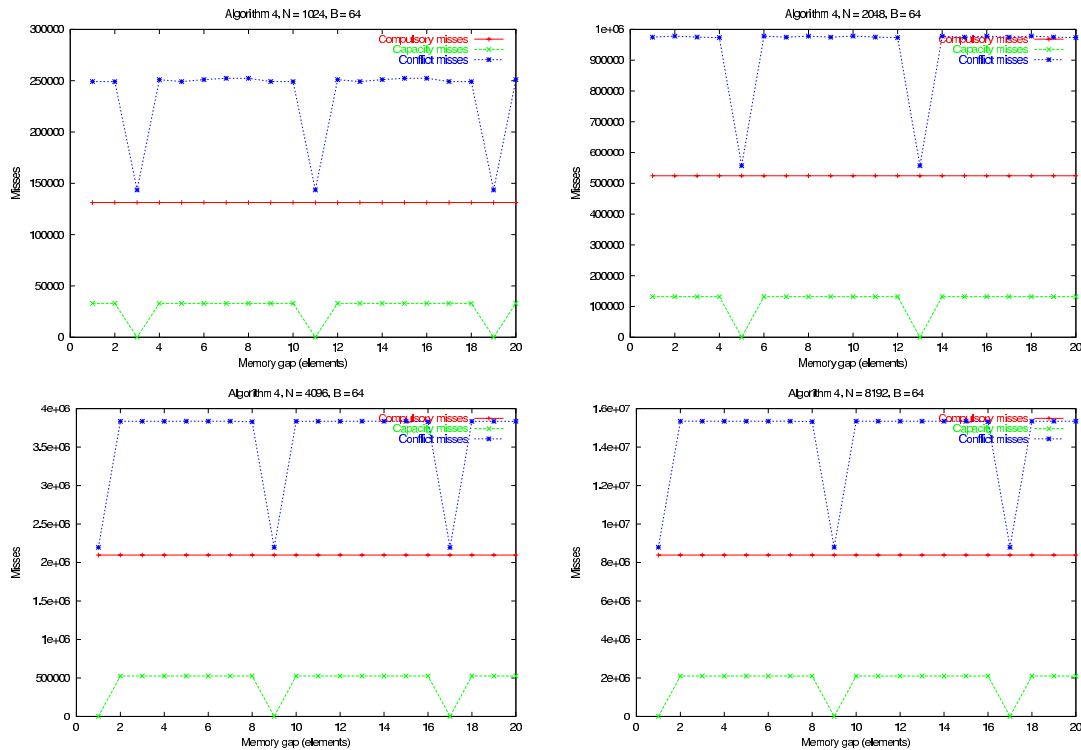 Algorithm 4, N = 1024, B = 64
300000
250000
200000
150000
100000
50000
0
Misses
Compulsory misses
Capacity misses
Conflict misses
0 2 4 6 8 10 12 14 16 18 20
Memory gap (elements)
Algorithm 4, N = 2048, B = 64
1e+06
900000
800000
700000
600000
500000
400000
300000
200000
100000
0
Misses
Compulsory misses
Capacity misses
Conflict misses
0 2 4 6 8 10 12 14 16 18 20
Memory gap (elements)
Algorithm 4, N = 4096, B = 64
4e+06
3.5e+06
3e+06
2.5e+06
2e+06
1.5e+06
1e+06
500000
0
Misses
Compulsory misses
Capacity misses
Conflict misses
0 2 4 6 8 10 12 14 16 18 20
Memory gap (elements)
Algorithm 4, N = 8192, B = 64
1.6e+07
1.4e+07
1.2e+07
1e+07
8e+06
6e+06
4e+06
2e+06
0
Misses
Compulsory misses
Capacity misses
Conflict misses
0 2 4 6 8 10 12 14 16 18 20
Memory gap (elements)